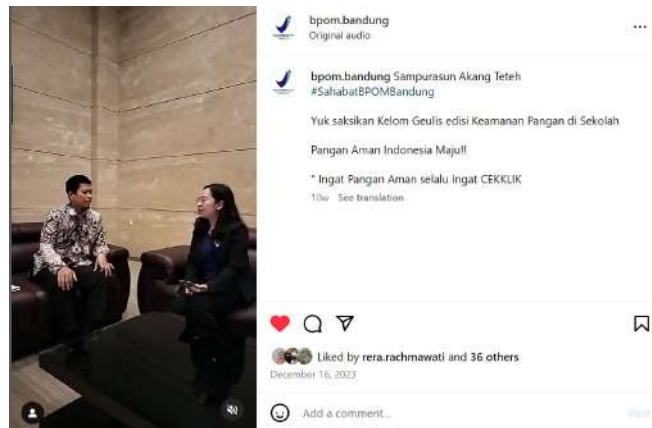 bpom.bandung
Original audio
bpom.bandung Sampurasun Akang Teteh
#SahabatBPOMBandung
Yuk saksikan Kelom Geulis edisi Keamanan Pangan di Sekolah
Pangan Aman Indonesia Maju!!
* Ingat Pangan Aman selalu Ingat CEKKLIK
10w See translation
Liked by rera.rachmawati and 36 others
December 16, 2023
Add a comment...
Post